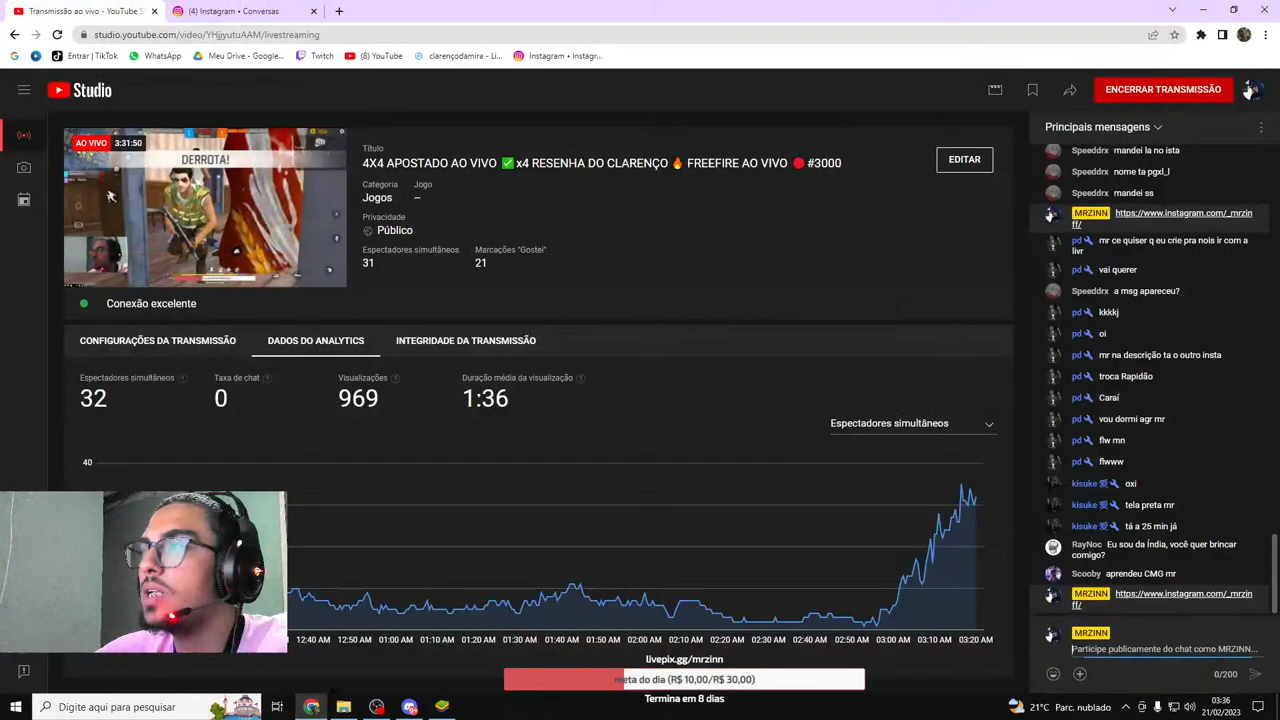 Transmissão ao vivo - YouTube S
(4) Instagram • Conversas
studio.youtube.com/video/YHjjyutuAAM/livestreaming
Entrar | TikTok
WhatsApp
Meu Drive - Google...
Twitch
(8) YouTube
clarençodamira - Li...
Instagram • Instagr...
Studio
ENCERRAR TRANSMISSÃO
AO VIVO 3:31:50
DERROTA!
Título
4X4 APOSTADO AO VIVO ✅ x4 RESENHA DO CLARENÇO 🔥 FREEFIRE AO VIVO 🔴 #3000
EDITAR
Categoria Jogo
Jogos –
Privacidade
Público
Espectadores simultâneos Marcações "Gostei"
31 21
Conexão excelente
CONFIGURAÇÕES DA TRANSMISSÃO DADOS DO ANALYTICS INTEGRIDADE DA TRANSMISSÃO
Espectadores simultâneos Taxa de chat Visualizações Duração média da visualização
32 0 969 1:36
Espectadores simultâneos
40
12:40 AM 12:50 AM 01:00 AM 01:10 AM 01:20 AM 01:30 AM 01:40 AM 01:50 AM 02:00 AM 02:10 AM 02:20 AM 02:30 AM 02:40 AM 02:50 AM 03:00 AM 03:10 AM 03:20 AM
livepix.gg/mrzinn
meta do dia (R$ 10,00/R$ 30,00)
Termina em 8 dias
Principais mensagens
Speeddrx mandei la no ista
Speeddrx nome ta pgxl_l
Speeddrx mandei ss
MRZINN https://www.instagram.com/_mrzin
ff/
pd mr ce quiser q eu crie pra nois ir com a
livr
pd vai querer
Speeddrx a msg apareceu?
pd kkkkj
pd oi
pd mr na descrição ta o outro insta
pd troca Rapidão
pd Caraí
pd vou dormi agr mr
pd flw mn
pd flwww
kisuke 爱 oxi
kisuke 爱 tela preta mr
kisuke 爱 tá a 25 min já
RayNoc Eu sou da Índia, você quer brincar
comigo?
Scooby aprendeu CMG mr
MRZINN https://www.instagram.com/_mrzin
ff/
MRZINN
Participe publicamente do chat como MRZINN...
0/200
Digite aqui para pesquisar
21°C Parc. nublado
03:36
21/02/2023